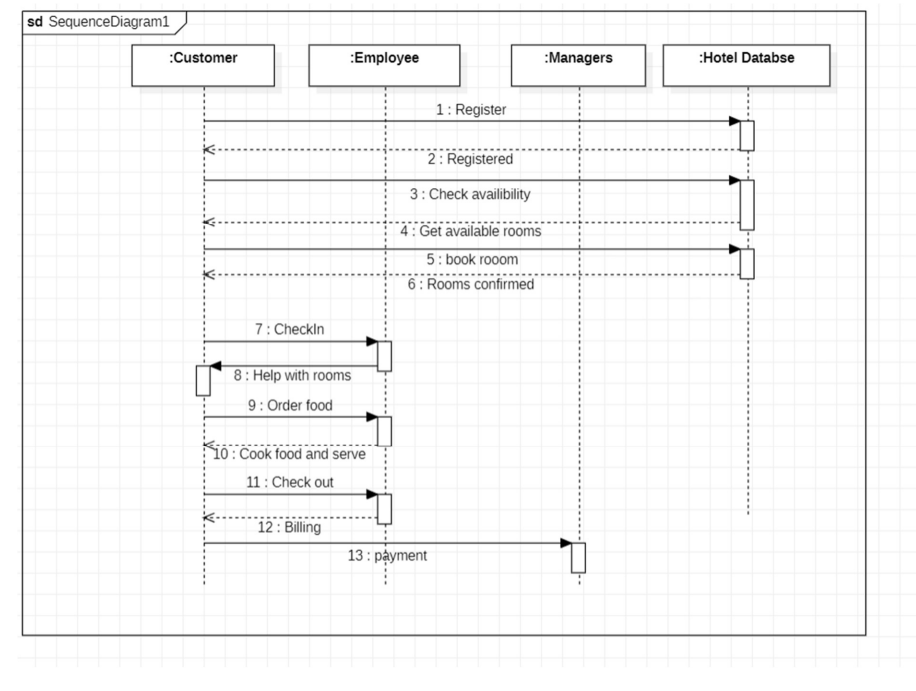 sd SequenceDiagram1
:Customer :Employee :Managers :Hotel Databse
1 : Register
2 : Registered
3 : Check availibility
4 : Get available rooms
5 : book rooom
6 : Rooms confirmed
7 : CheckIn
8 : Help with rooms
9 : Order food
10 : Cook food and serve
11 : Check out
12 : Billing
13 : payment